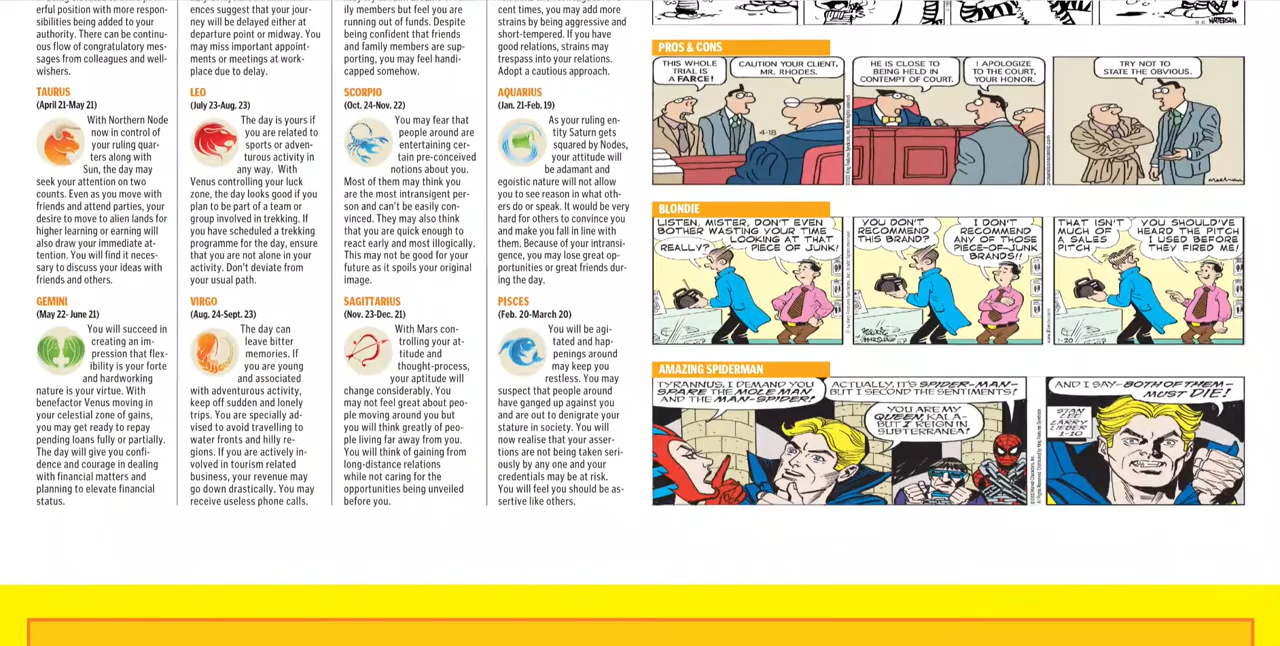 erful position with more respon-
sibilities being added to your
authority. There can be continu-
ous flow of congratulatory mes-
sages from colleagues and well-
wishers.
TAURUS
(April 21-May 21)
With Northern Node
now in control of
your ruling quar-
ters along with
Sun, the day may
seek your attention on two
counts. Even as you move with
friends and attend parties, your
desire to move to alien lands for
higher learning or earning will
also draw your immediate at-
tention. You will find it neces-
sary to discuss your ideas with
friends and others.
GEMINI
(May 22- June 21)
You will succeed in
creating an im-
pression that flex-
ibility is your forte
and hardworking
nature is your virtue. With
benefactor Venus moving in
your celestial zone of gains,
you may get ready to repay
pending loans fully or partially.
The day will give you confi-
dence and courage in dealing
with financial matters and
planning to elevate financial
status.
ences suggest that your jour-
ney will be delayed either at
departure point or midway. You
may miss important appoint-
ments or meetings at work-
place due to delay.
LEO
(July 23-Aug. 23)
The day is yours if
you are related to
sports or adven-
turous activity in
any way. With
Venus controlling your luck
zone, the day looks good if you
plan to be part of a team or
group involved in trekking. If
you have scheduled a trekking
programme for the day, ensure
that you are not alone in your
activity. Don't deviate from
your usual path.
VIRGO
(Aug. 24-Sept. 23)
The day can
leave bitter
memories. If
you are young
and associated
with adventurous activity,
keep off sudden and lonely
trips. You are specially ad-
vised to avoid travelling to
water fronts and hilly re-
gions. If you are actively in-
volved in tourism related
business, your revenue may
go down drastically. You may
receive useless phone calls.
ily members but feel you are
running out of funds. Despite
being confident that friends
and family members are sup-
porting, you may feel handi-
capped somehow.
SCORPIO
(Oct. 24-Nov. 22)
You may fear that
people around are
entertaining cer-
tain pre-conceived
notions about you.
Most of them may think you
are the most intransigent per-
son and can't be easily con-
vinced. They may also think
that you are quick enough to
react early and most illogically.
This may not be good for your
future as it spoils your original
image.
SAGITTARIUS
(Nov. 23-Dec. 21)
With Mars con-
trolling your at-
titude and
thought-process,
your aptitude will
change considerably. You
may not feel great about peo-
ple moving around you but
you will think greatly of peo-
ple living far away from you.
You will think of gaining from
long-distance relations
while not caring for the
opportunities being unveiled
before you.
cent times, you may add more
strains by being aggressive and
short-tempered. If you have
good relations, strains may
trespass into your relations.
Adopt a cautious approach.
AQUARIUS
(Jan. 21-Feb. 19)
As your ruling en-
tity Saturn gets
squared by Nodes,
your attitude will
be adamant and
egoistic nature will not allow
you to see reason in what oth-
ers do or speak. It would be very
hard for others to convince you
and make you fall in line with
them. Because of your intransi-
gence, you may lose great op-
portunities or great friends dur-
ing the day.
PISCES
(Feb. 20-March 20)
You will be agi-
tated and hap-
penings around
may keep you
restless. You may
suspect that people around
have ganged up against you
and are out to denigrate your
stature in society. You will
now realise that your asser-
tions are not being taken seri-
ously by any one and your
credentials may be at risk.
You will feel you should be as-
sertive like others.
PROS & CONS
THIS WHOLE
TRIAL IS
A FARCE!
CAUTION YOUR CLIENT,
MR. RHODES.
4-18
HE IS CLOSE TO
BEING HELD IN
CONTEMPT OF COURT.
I APOLOGIZE
TO THE COURT,
YOUR HONOR.
TRY NOT TO
STATE THE OBVIOUS.
BLONDIE
LISTEN, MISTER, DON'T EVEN
BOTHER WASTING YOUR TIME
LOOKING AT THAT
PIECE OF JUNK!
REALLY?
YOU DON'T
RECOMMEND
THIS BRAND?
I DON'T
RECOMMEND
ANY OF THOSE
PIECE-OF-JUNK
BRANDS!!
THAT ISN'T
MUCH OF
A SALES
PITCH
YOU SHOULD'VE
HEARD THE PITCH
I USED BEFORE
THEY FIRED ME!
1-20
AMAZING SPIDERMAN
TYRANNUS, I DEMAND YOU
SPARE THE MOLE MAN
AND THE MAN-SPIDER!
ACTUALLY, IT'S SPIDER-MAN-
BUT I SECOND THE SENTIMENTS!
YOU ARE MY
QUEEN, KALA-
BUT I REIGN IN
SUBTERRANEA!
AND I SAY-BOTH OF THEM-
MUST DIE!
STAN
LEE
LARRY
LIEBER
1-10